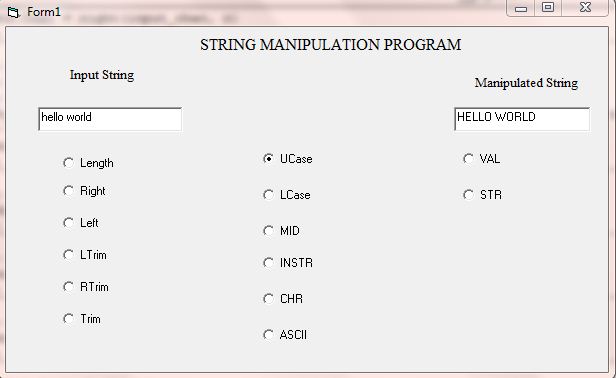 Form1
STRING MANIPULATION PROGRAM
Input String
Manipulated String
hello world
HELLO WORLD
Length
Right
Left
LTrim
RTrim
Trim
UCase
LCase
MID
INSTR
CHR
ASCII
VAL
STR